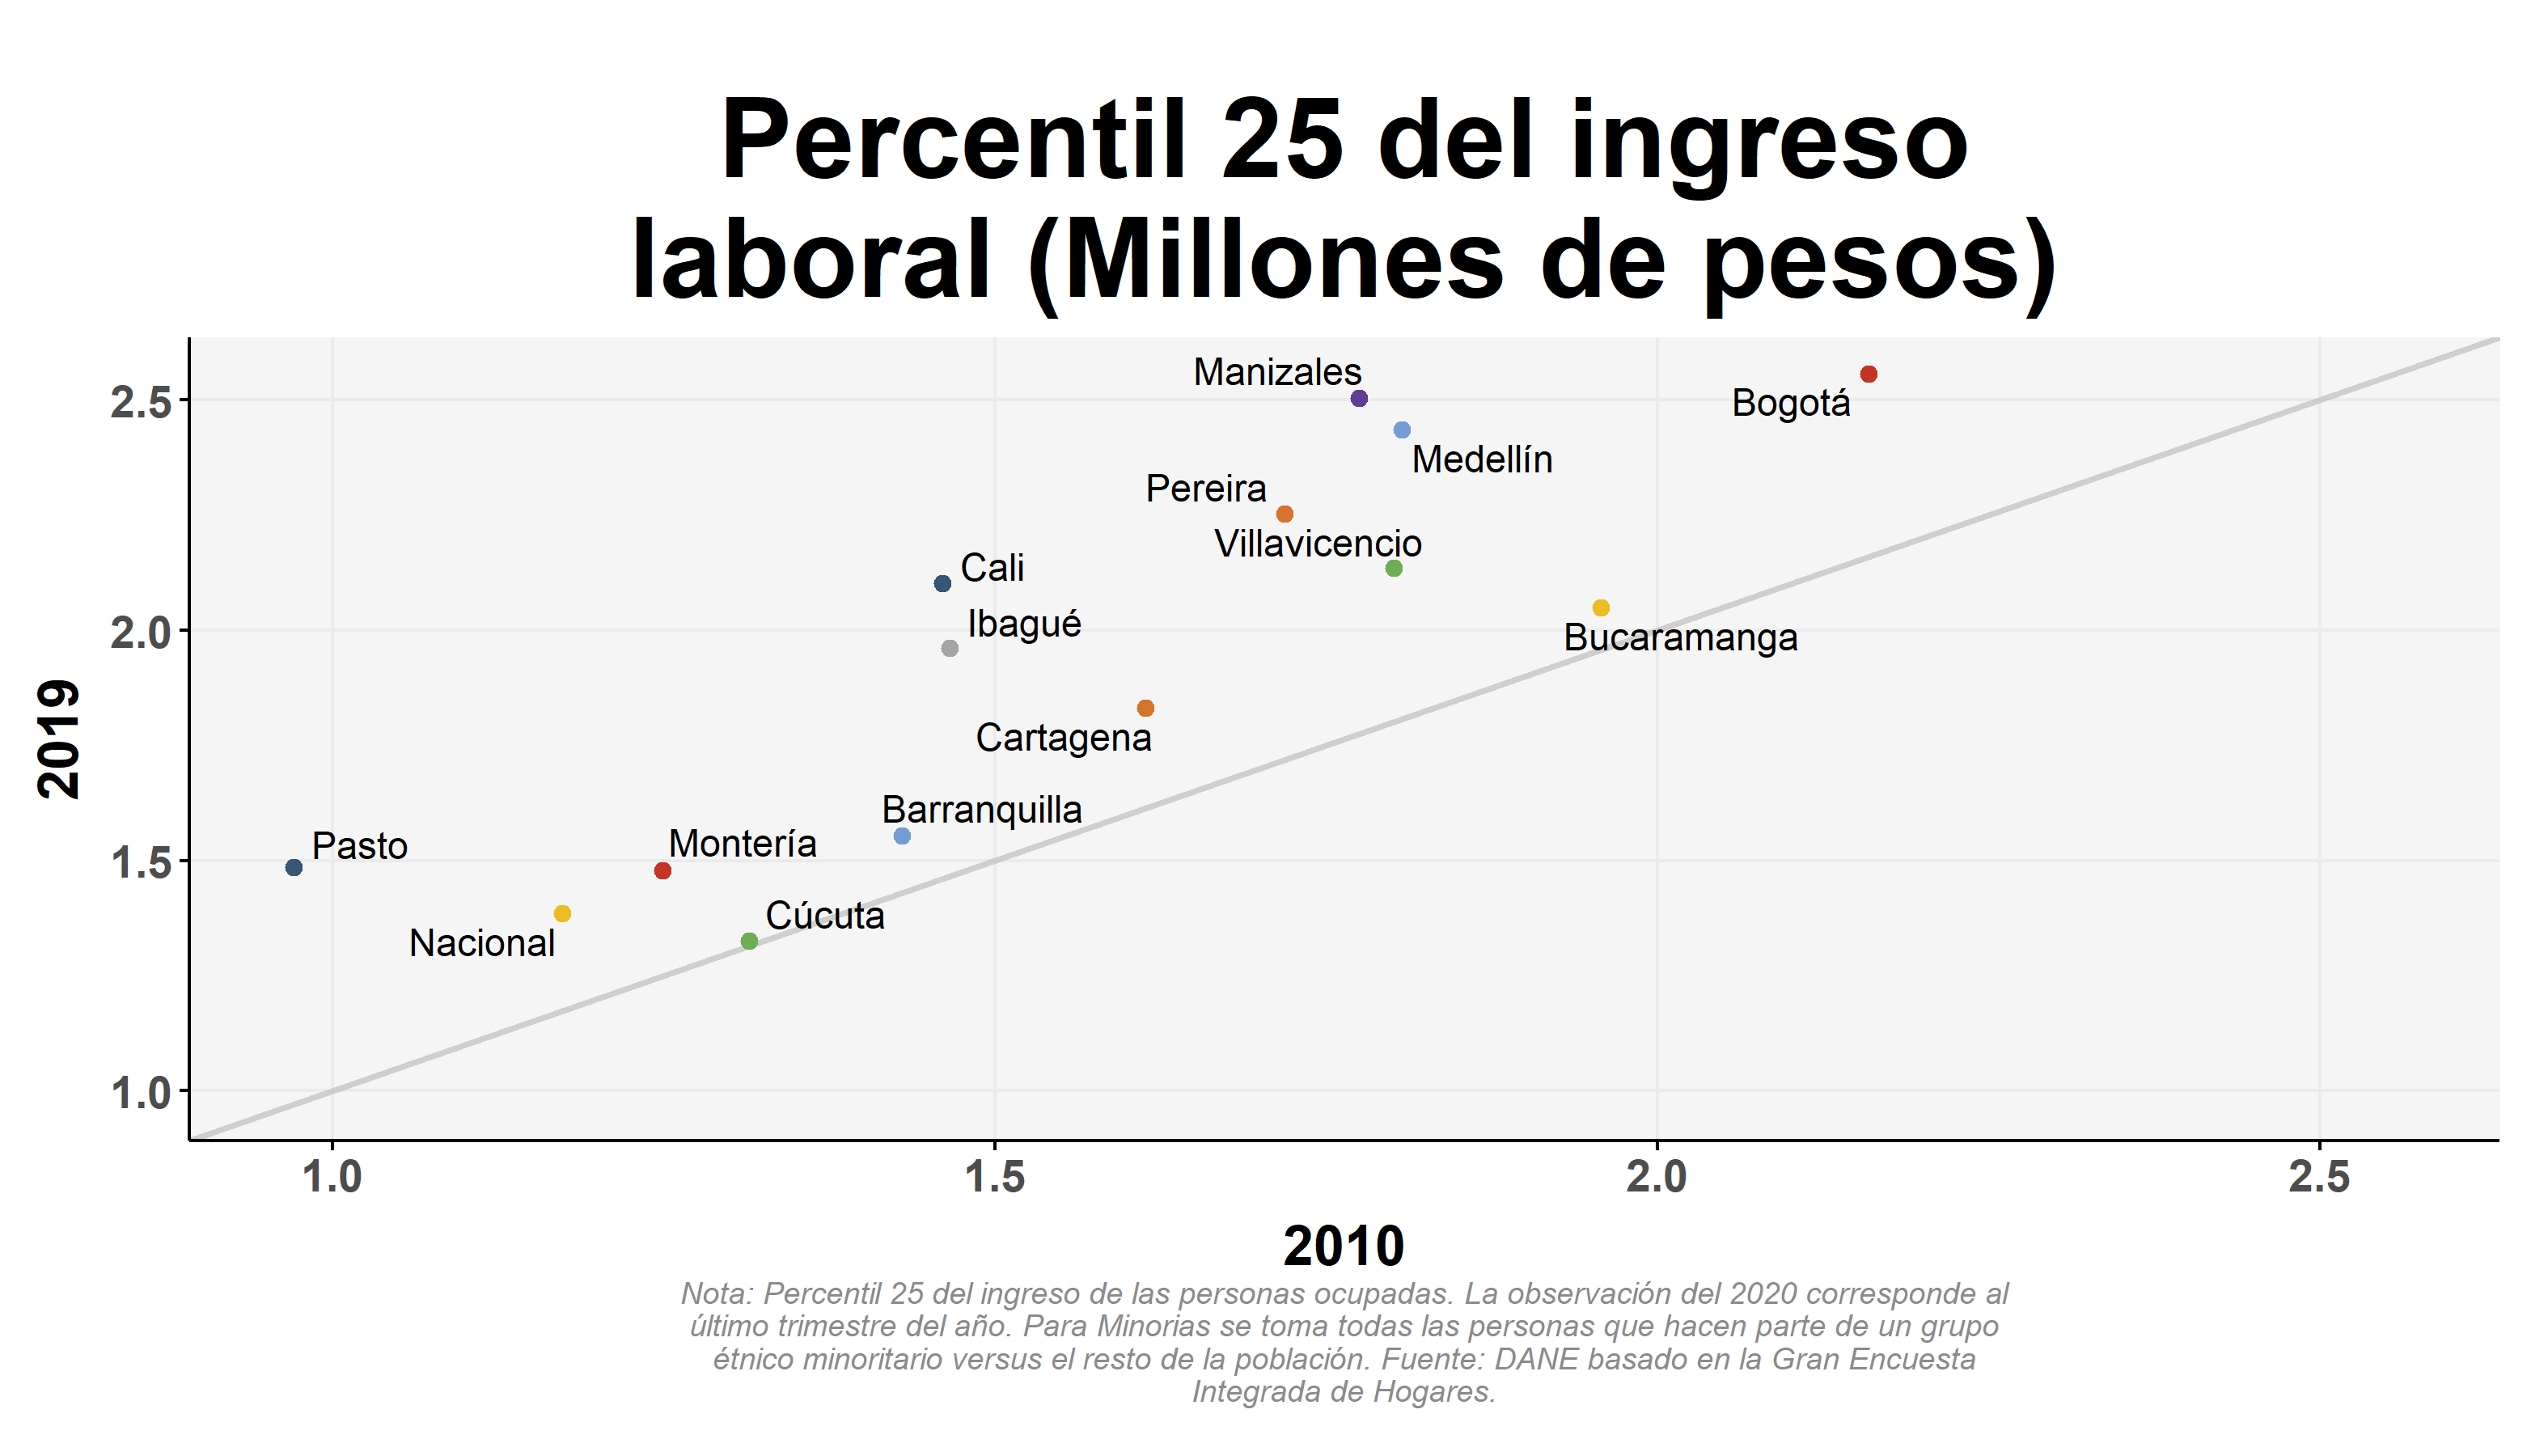 Percentil 25 del ingreso
laboral (Millones de pesos)
Manizales
Bogotá
2.5
Medellín
Pereira
Villavicencio
Cali
Ibagué
2.0
Bucaramanga
2019
Cartagena
Barranquilla
Pasto
Montería
1.5
Cúcuta
Nacional
1.0
1.0 1.5 2.0 2.5
2010
Nota: Percentil 25 del ingreso de las personas ocupadas. La observación del 2020 corresponde al
último trimestre del año. Para Minorias se toma todas las personas que hacen parte de un grupo
étnico minoritario versus el resto de la población. Fuente: DANE basado en la Gran Encuesta
Integrada de Hogares.